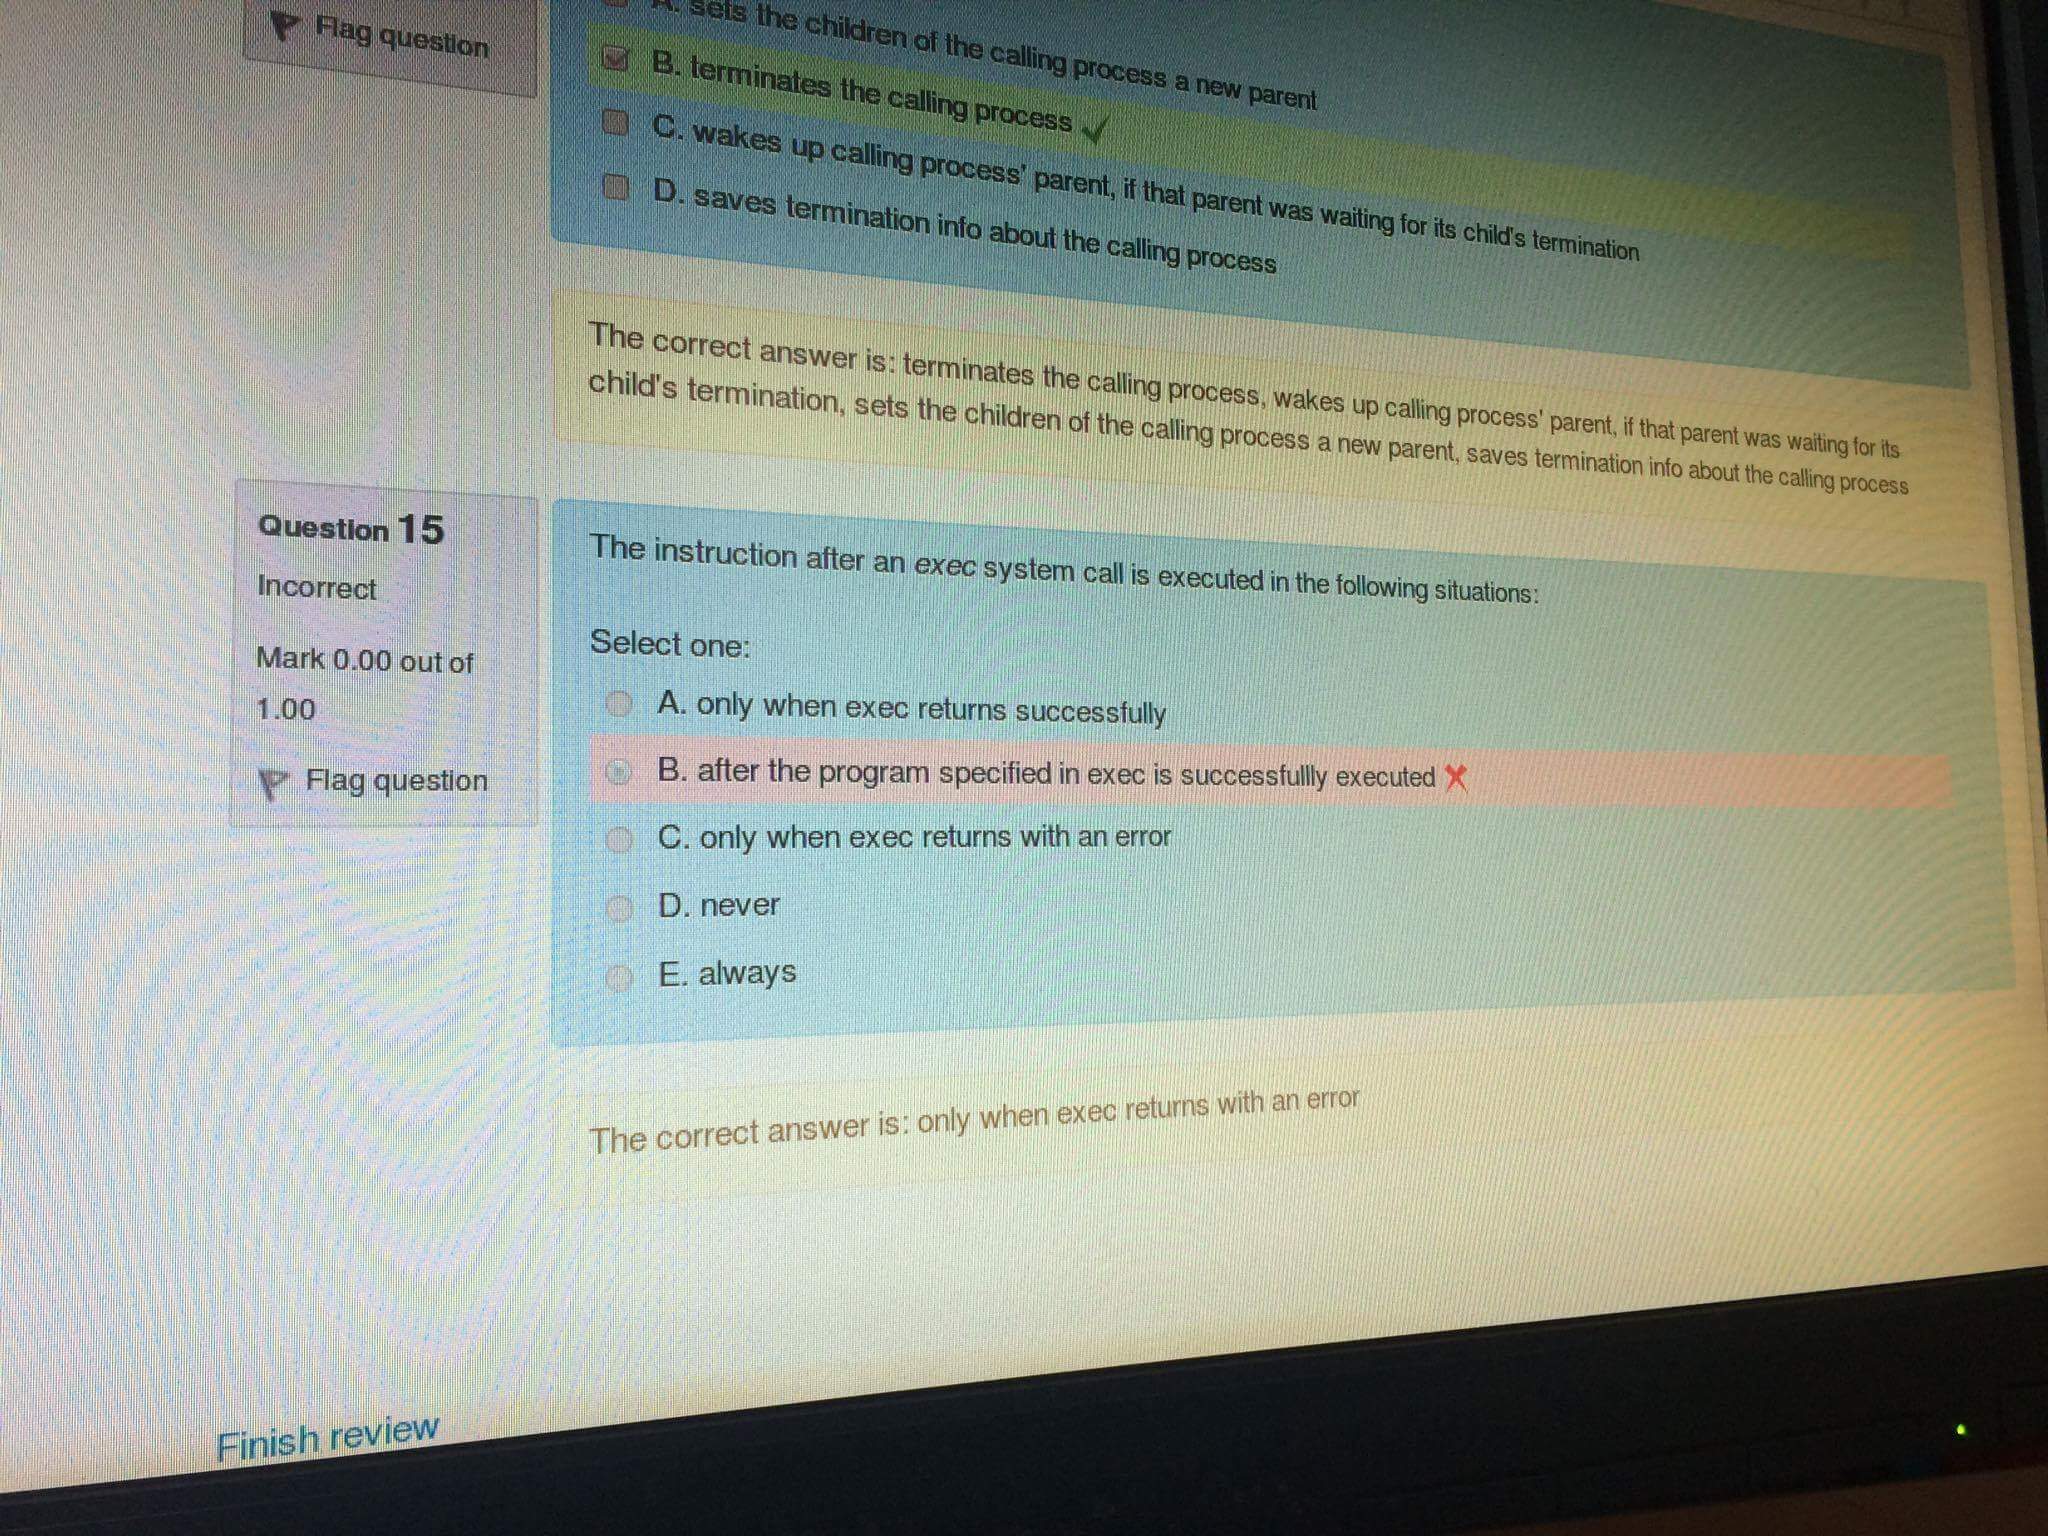 Flag question
A. sets the children of the calling process a new parent
B. terminates the calling process
C. wakes up calling process' parent, if that parent was waiting for its child's termination
D. saves termination info about the calling process
The correct answer is: terminates the calling process, wakes up calling process' parent, if that parent was waiting for its
child's termination, sets the children of the calling process a new parent, saves termination info about the calling process
Question 15
Incorrect
Mark 0.00 out of
1.00
Flag question
The instruction after an exec system call is executed in the following situations:
Select one:
A. only when exec returns successfully
B. after the program specified in exec is successfullly executed
C. only when exec returns with an error
D. never
E. always
The correct answer is: only when exec returns with an error
Finish review